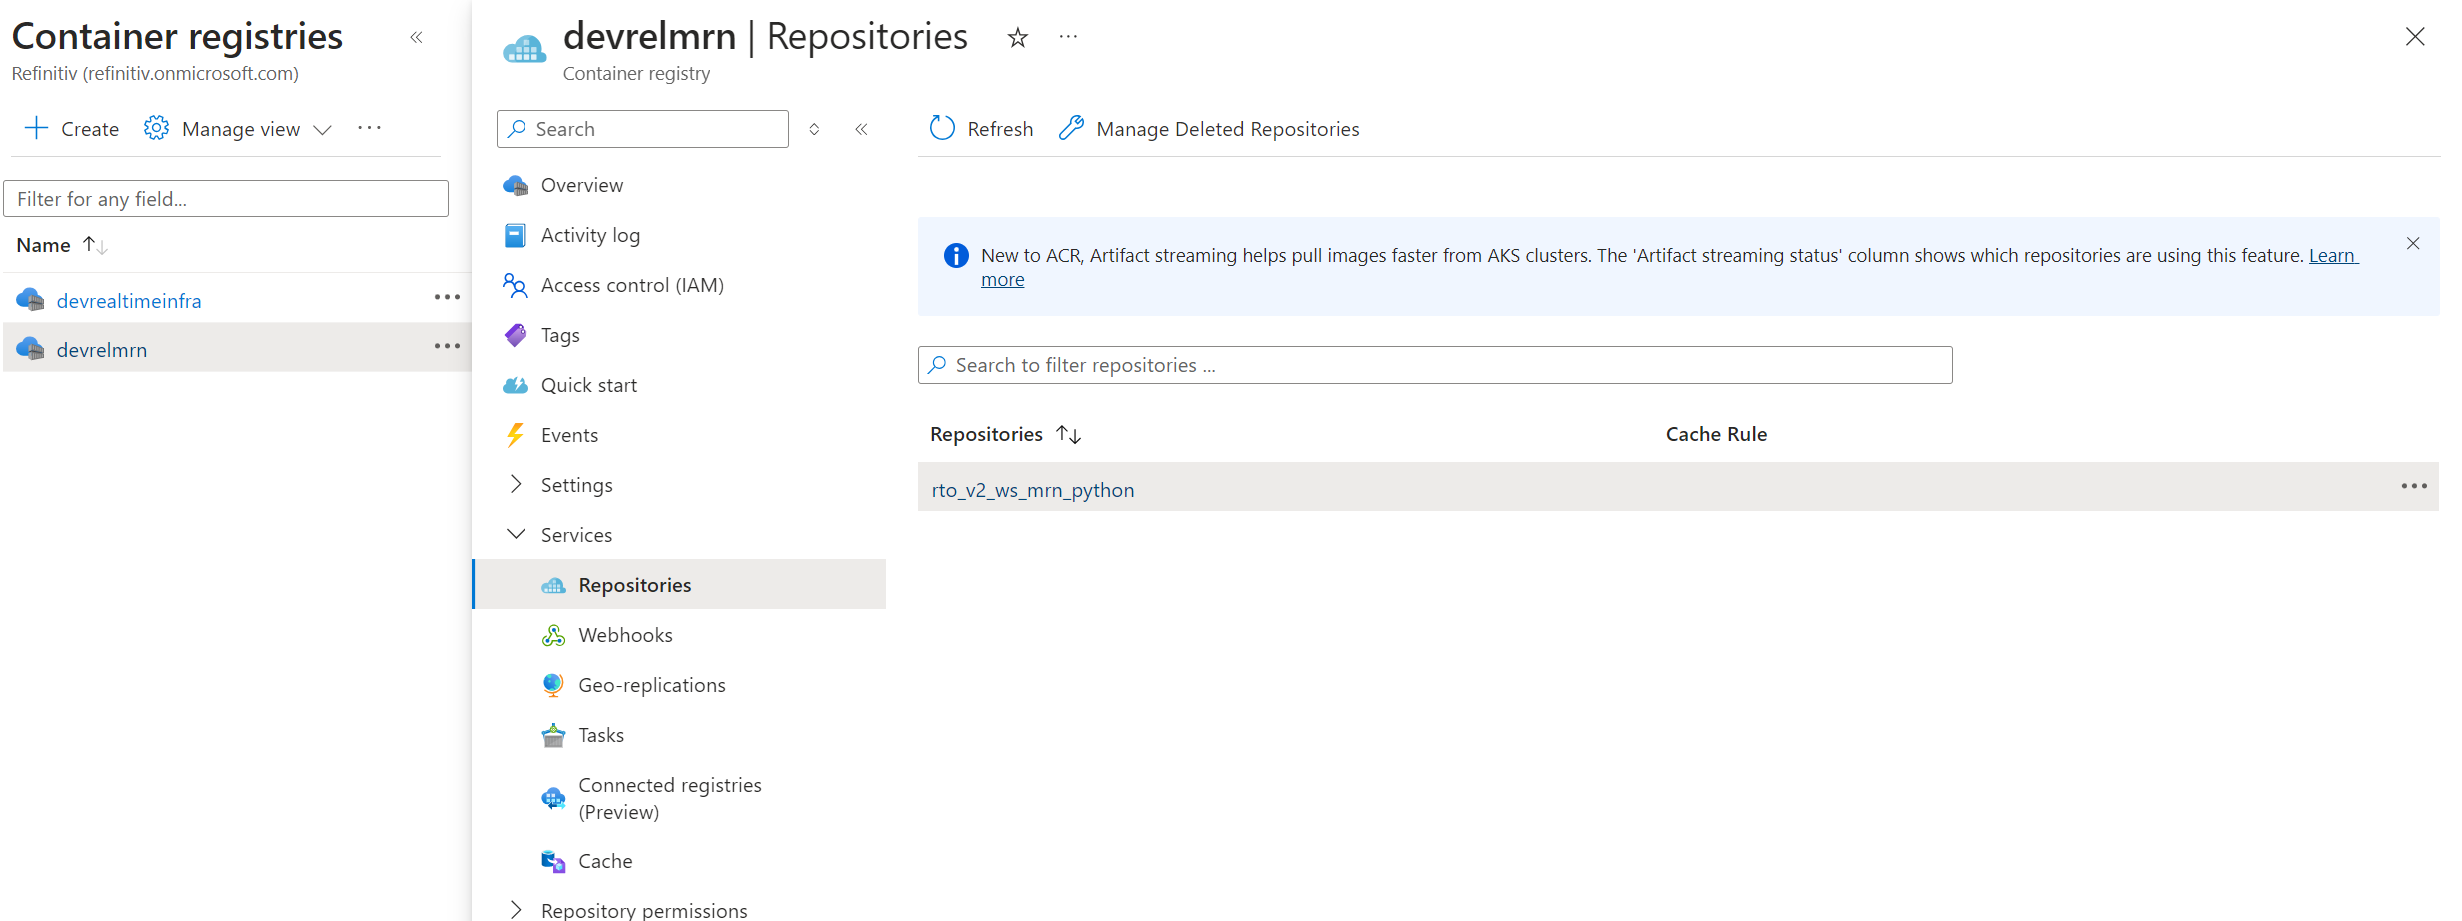 Container registries
Refinitiv (refinitiv.onmicrosoft.com)
Create
Manage view
Filter for any field...
Name
devrealtimeinfra
devrelmrn
devrelmrn | Repositories
Container registry
Search
Overview
Activity log
Access control (IAM)
Tags
Quick start
Events
Settings
Services
Repositories
Webhooks
Geo-replications
Tasks
Connected registries
(Preview)
Cache
Repository permissions
Refresh
Manage Deleted Repositories
New to ACR, Artifact streaming helps pull images faster from AKS clusters. The 'Artifact streaming status' column shows which repositories are using this feature. Learn
more
Search to filter repositories ...
Repositories
Cache Rule
rto_v2_ws_mrn_python